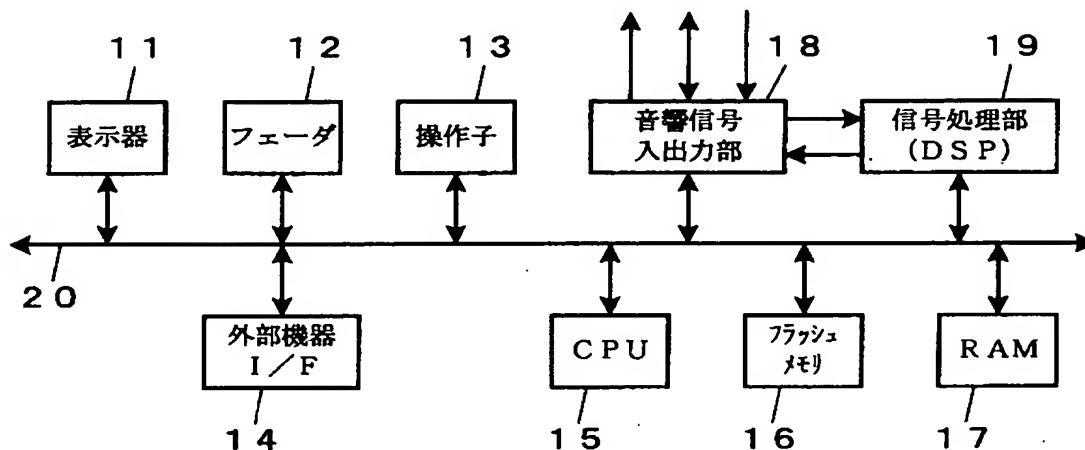 11
12
13
18
19
表示器
フェーダ
操作子
音響信号
入出力部
信号処理部
(DSP)
20
外部機器
I/F
CPU
フラッシュ
メモリ
RAM
14
15
16
17